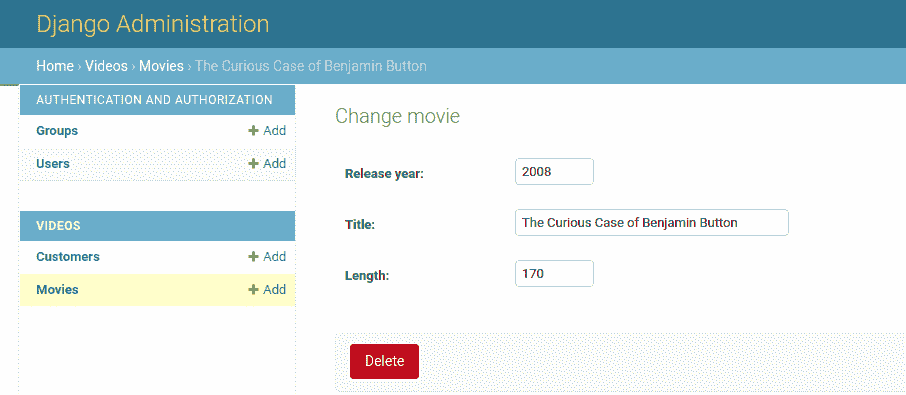 Django Administration
Home › Videos › Movies › The Curious Case of Benjamin Button
AUTHENTICATION AND AUTHORIZATION
Groups + Add
Users + Add
VIDEOS
Customers + Add
Movies + Add
Change movie
Release year: 2008
Title: The Curious Case of Benjamin Button
Length: 170
Delete